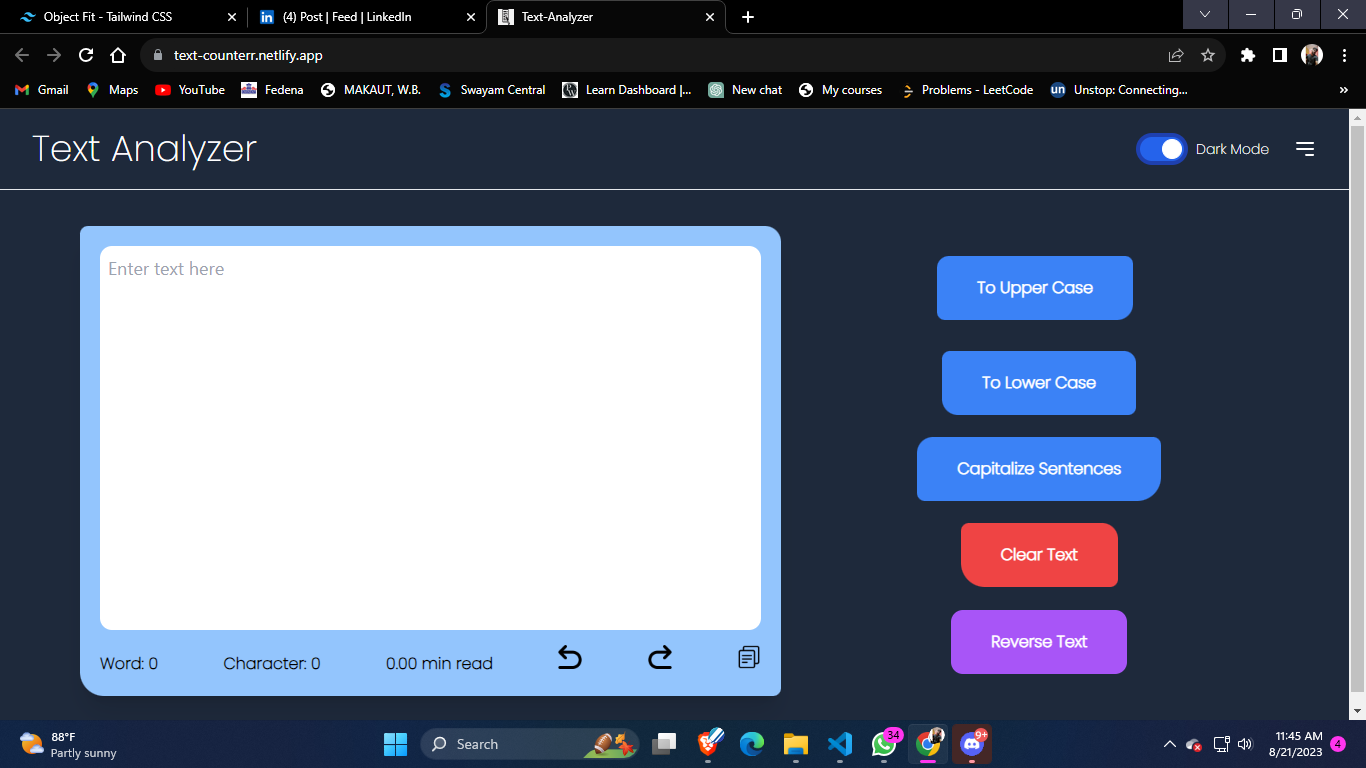 Object Fit - Tailwind CSS
(4) Post | Feed | LinkedIn
Text-Analyzer
text-counterr.netlify.app
Gmail
Maps
YouTube
Fedena
MAKAUT, W.B.
Swayam Central
Learn Dashboard |...
New chat
My courses
Problems - LeetCode
un
Unstop: Connecting...
»
Text Analyzer
Dark Mode
Enter text here
To Upper Case
To Lower Case
Capitalize Sentences
Clear Text
Reverse Text
Word: 0
Character: 0
0.00 min read
88°F
Partly sunny
Search
34
9+
11:45 AM
8/21/2023
4